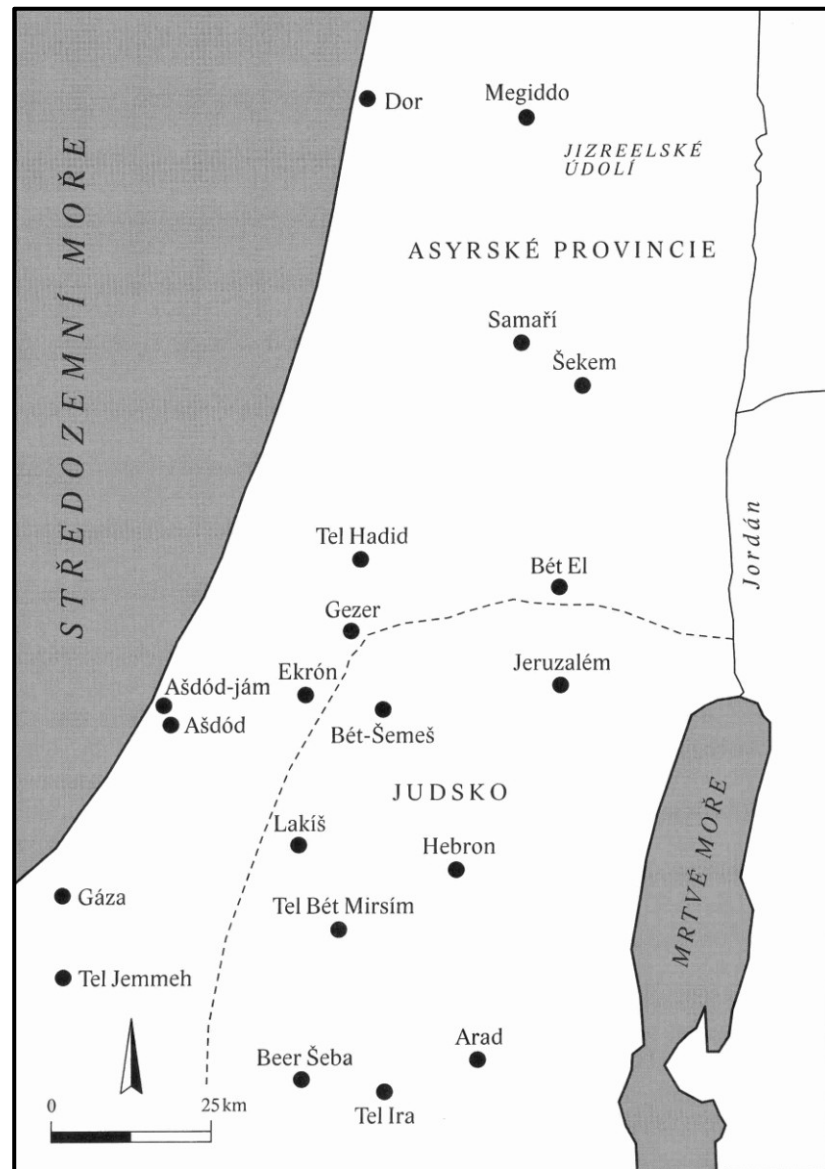 Dor
Megiddo
JIZREELSKÉ
ÚDOLÍ
STŘEDOZEMNÍ MOŘE
ASYRSKÉ PROVINCIE
Samaří
Šekem
Jordán
Tel Hadid
Bét El
Gezer
Jeruzalém
Ekrón
Ašdód-jám
Ašdód
Bét-Šemeš
JUDSKO
Lakíš
Hebron
MRTVÉ MOŘE
Gáza
Tel Bét Mirsím
Tel Jemmeh
Arad
Beer Šeba
Tel Ira
0 25 km